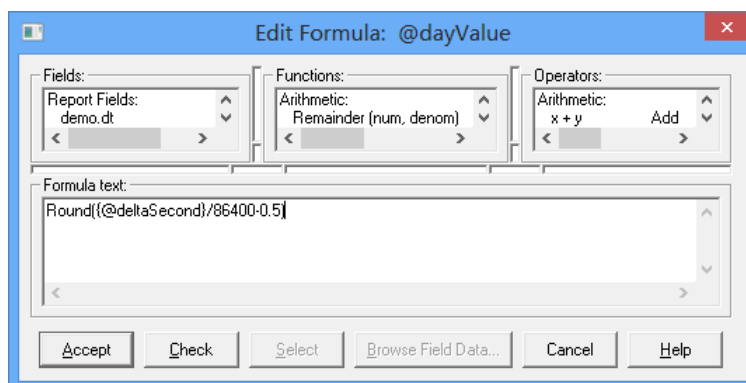 Edit Formula: @dayValue
Fields:
Report Fields:
demo.dt
Functions:
Arithmetic:
Remainder (num, denom)
Operators:
Arithmetic:
x + y Add
Formula text:
Round({@deltaSecond}/86400-0.5)
Accept
Check
Select
Browse Field Data...
Cancel
Help